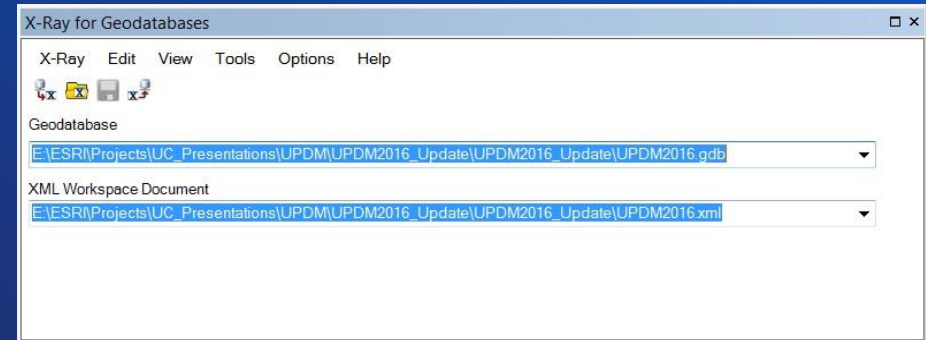 X-Ray for Geodatabases
X-Ray Edit View Tools Options Help
Geodatabase
E:\ESRI\Projects\UC_Presentations\UPDM\UPDM2016_Update\UPDM2016_Update\UPDM2016.gdb
XML Workspace Document
E:\ESRI\Projects\UC_Presentations\UPDM\UPDM2016_Update\UPDM2016_Update\UPDM2016.xml